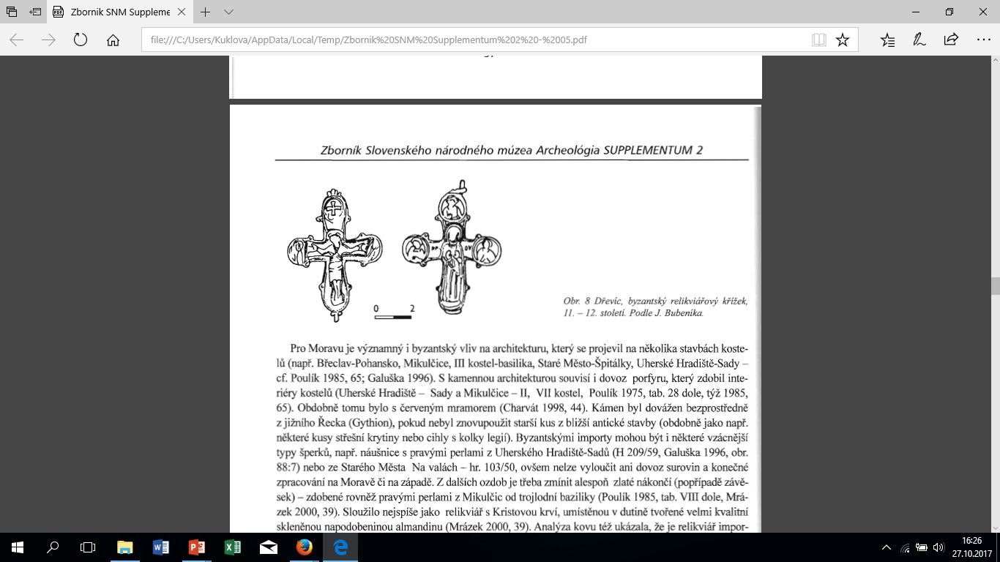 Zbornik SNM Suppleme
file:///C:/Users/Kuklova/AppData/Local/Temp/Zbornik%20SNM%20Supplementum%202%20-%2005.pdf
Zborník Slovenského národného múzea Archeológia SUPPLEMENTUM 2
0 2
Obr. 8 Dřevíc, byzantský relikviářový křížek,
11. – 12. století. Podle J. Bubeníka.
Pro Moravu je významný i byzantský vliv na architekturu, který se projevil na několika stavbách koste-
lů (např. Břeclav-Pohansko, Mikulčice, III kostel-basilika, Staré Město-Špitálky, Uherské Hradiště-Sady –
cf. Poulík 1985, 65; Galuška 1996). S kamennou architekturou souvisí i dovoz porfyru, který zdobil inte-
riéry kostelů (Uherské Hradiště – Sady a Mikulčice – II, VII kostel, Poulík 1975, tab. 28 dole, týž 1985,
65). Obdobně tomu bylo s červeným mramorem (Charvát 1998, 44). Kámen byl dovážen bezprostředně
z jižního Řecka (Gythion), pokud nebyl znovupoužit starší kus z bližší antické stavby (obdobně jako např.
některé kusy střešní krytiny nebo cihly s kolky legií). Byzantskými importy mohou být i některé vzácnější
typy šperků, např. náušnice s pravými perlami z Uherského Hradiště-Sadů (H 209/59, Galuška 1996, obr.
88:7) nebo ze Starého Města Na valách – hr. 103/50, ovšem nelze vyloučit ani dovoz surovin a konečné
zpracování na Moravě či na západě. Z dalších ozdob je třeba zmínit alespoň zlaté nákončí (popřípadě závě-
sek) – zdobené rovněž pravými perlami z Mikulčic od trojlodní baziliky (Poulík 1985, tab. VIII dole, Mrá-
zek 2000, 39). Sloužilo nejspíše jako relikviář s Kristovou krví, umístěnou v dutině tvořené velmi kvalitní
skleněnou napodobeninou almandinu (Mrázek 2000, 39). Analýza kovu též ukázala, že je relikviář impor-
16:26
27.10.2017